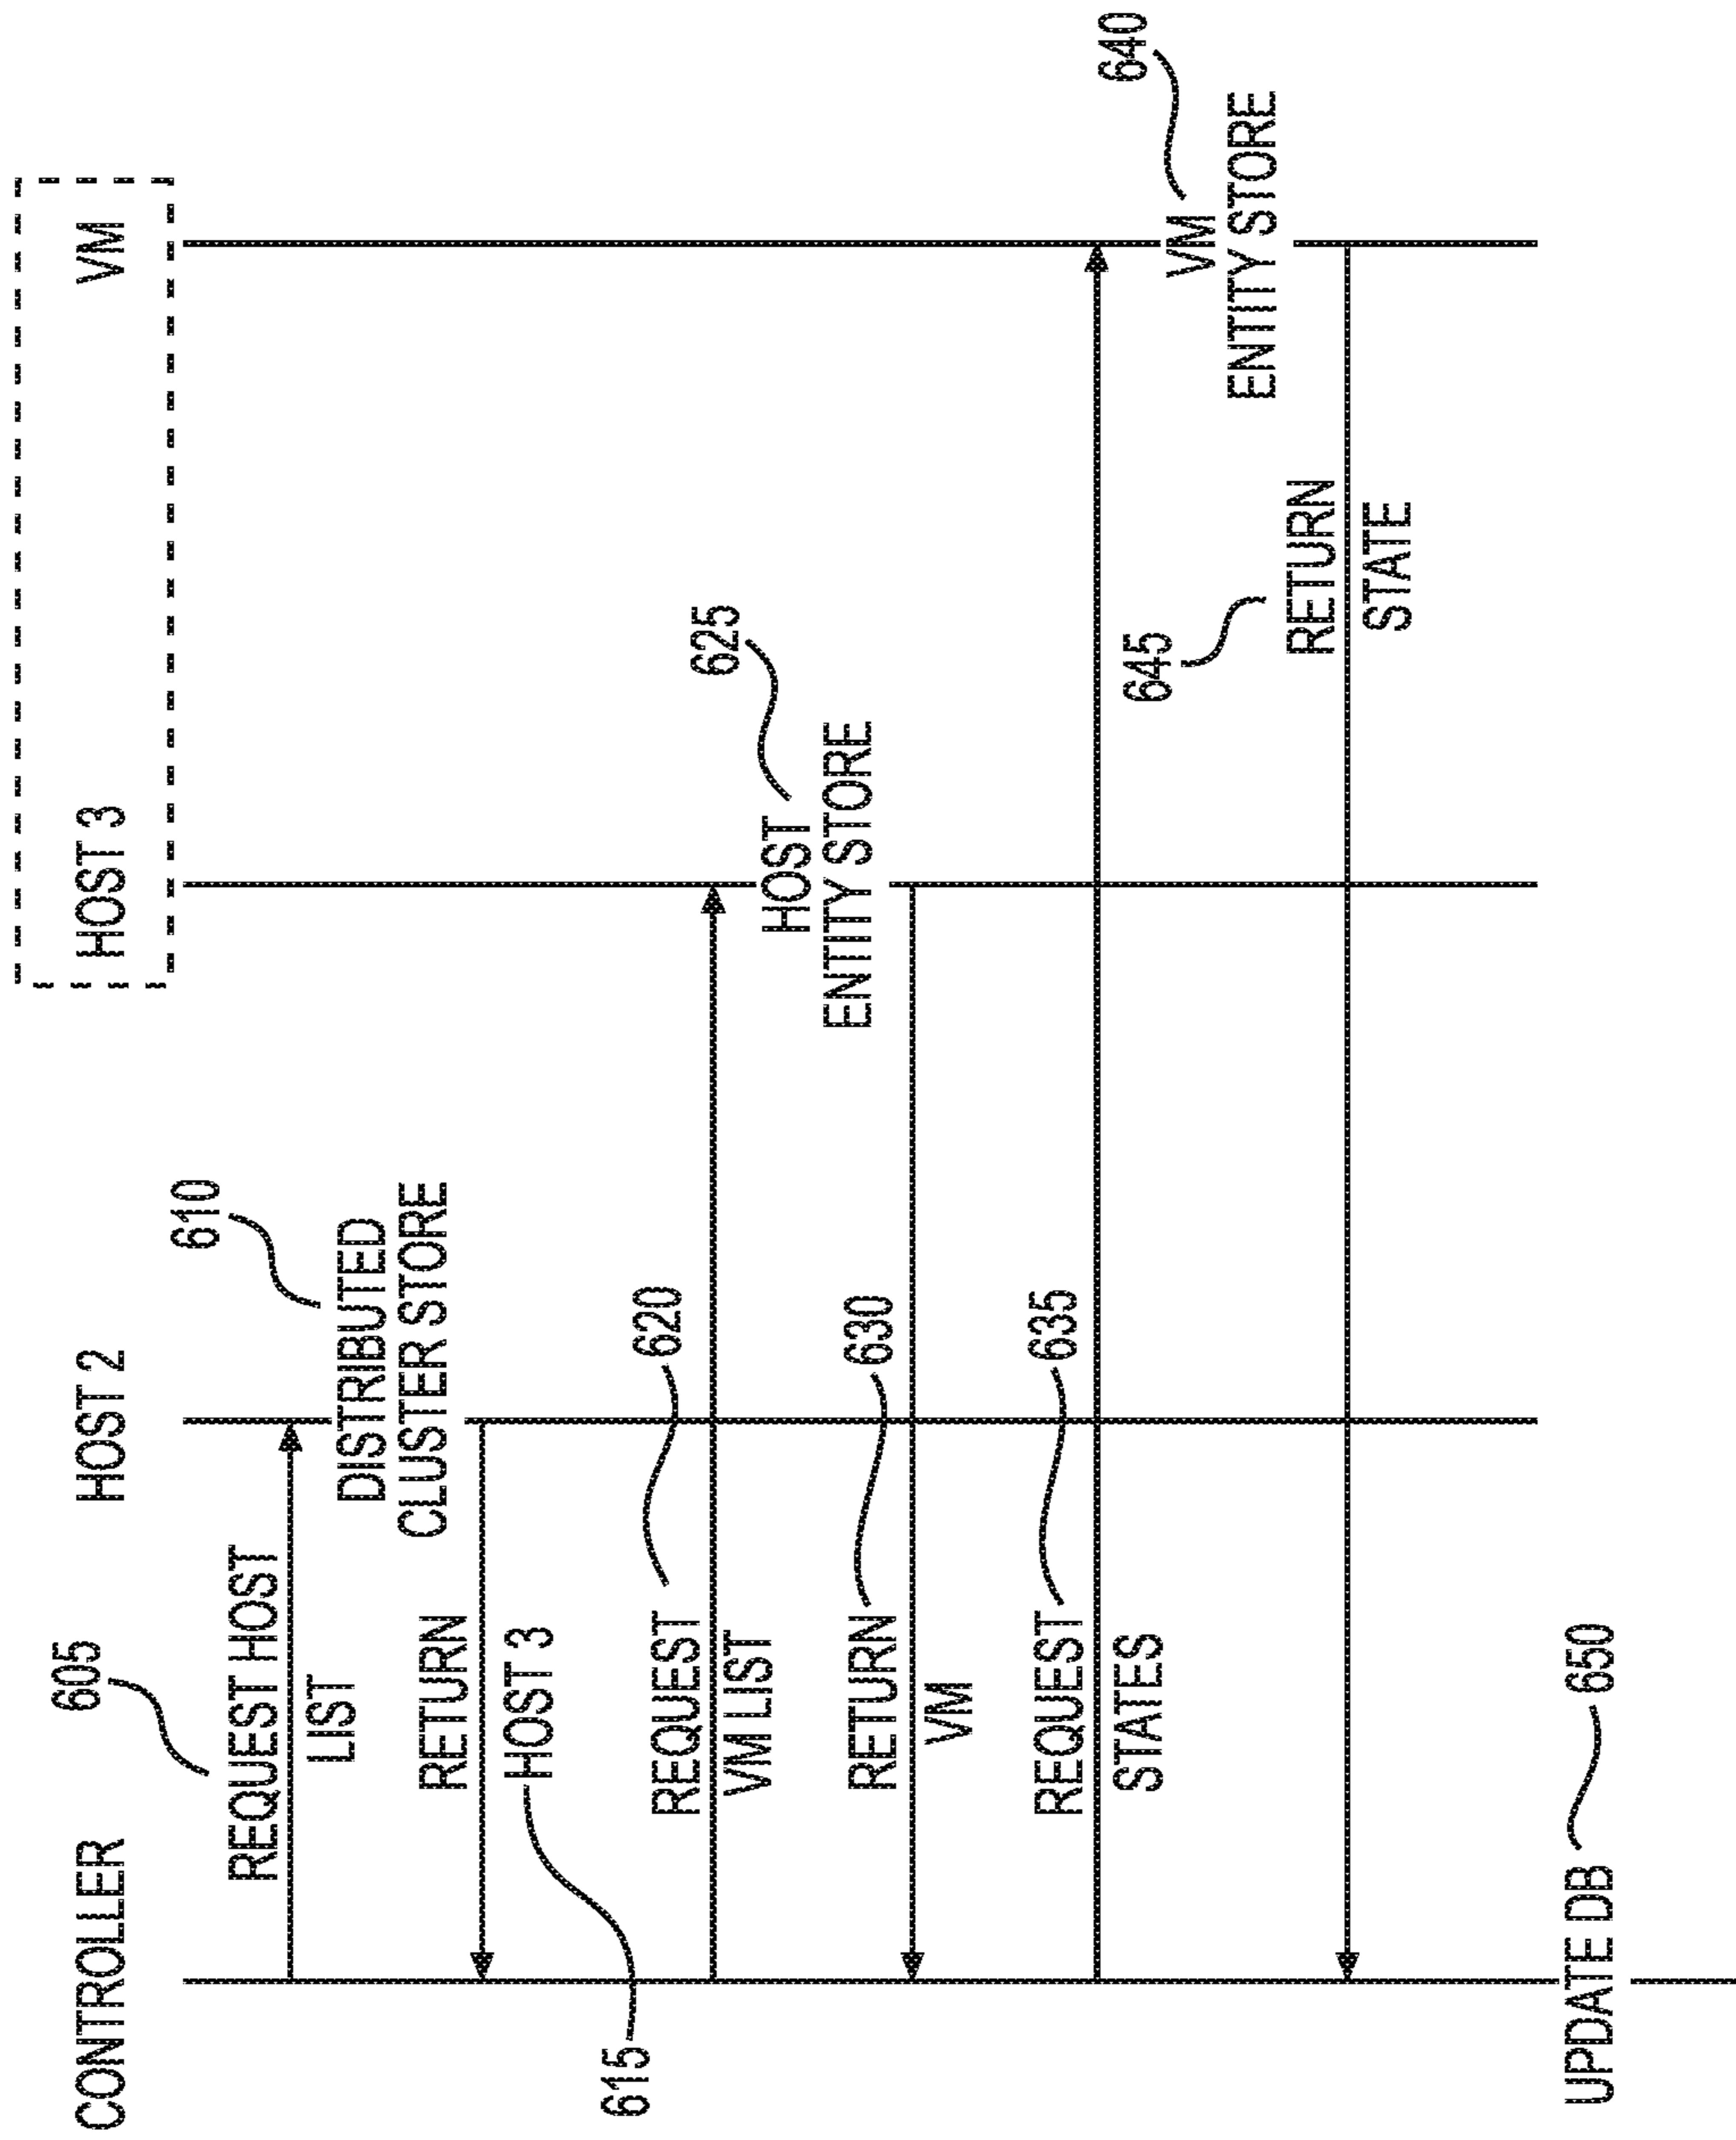 CONTROLLER
HOST 2
HOST 3
VM
605
REQUEST HOST
LIST
610
DISTRIBUTED
CLUSTER STORE
RETURN
HOST 3
615
620
REQUEST
VM LIST
625
HOST
ENTITY STORE
630
RETURN
VM
635
REQUEST
STATES
640
VM
ENTITY STORE
645
RETURN
STATE
UPDATE DB
650